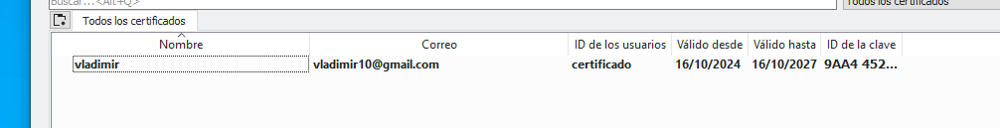 Buscar...<Alt+Q>
Todos los certificados
Todos los certificados
Nombre Correo ID de los usuarios Válido desde Válido hasta ID de la clave
vladimir vladimir10@gmail.com certificado 16/10/2024 16/10/2027 9AA4 452...